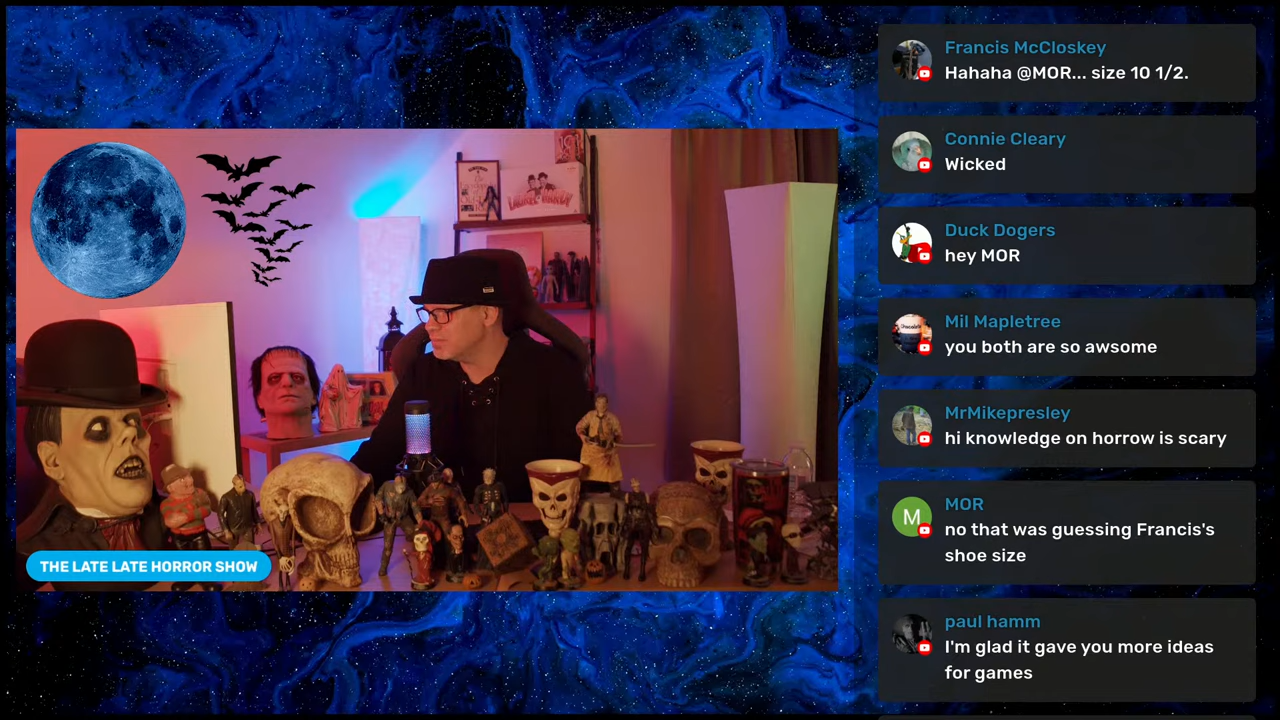 LAUREL HARDY
THE LATE LATE HORROR SHOW
Francis McCloskey
Hahaha @MOR... size 10 1/2.
Connie Cleary
Wicked
Duck Dogers
hey MOR
Mil Mapletree
you both are so awsome
MrMikepresley
hi knowledge on horrow is scary
M
MOR
no that was guessing Francis's
shoe size
paul hamm
I'm glad it gave you more ideas
for games